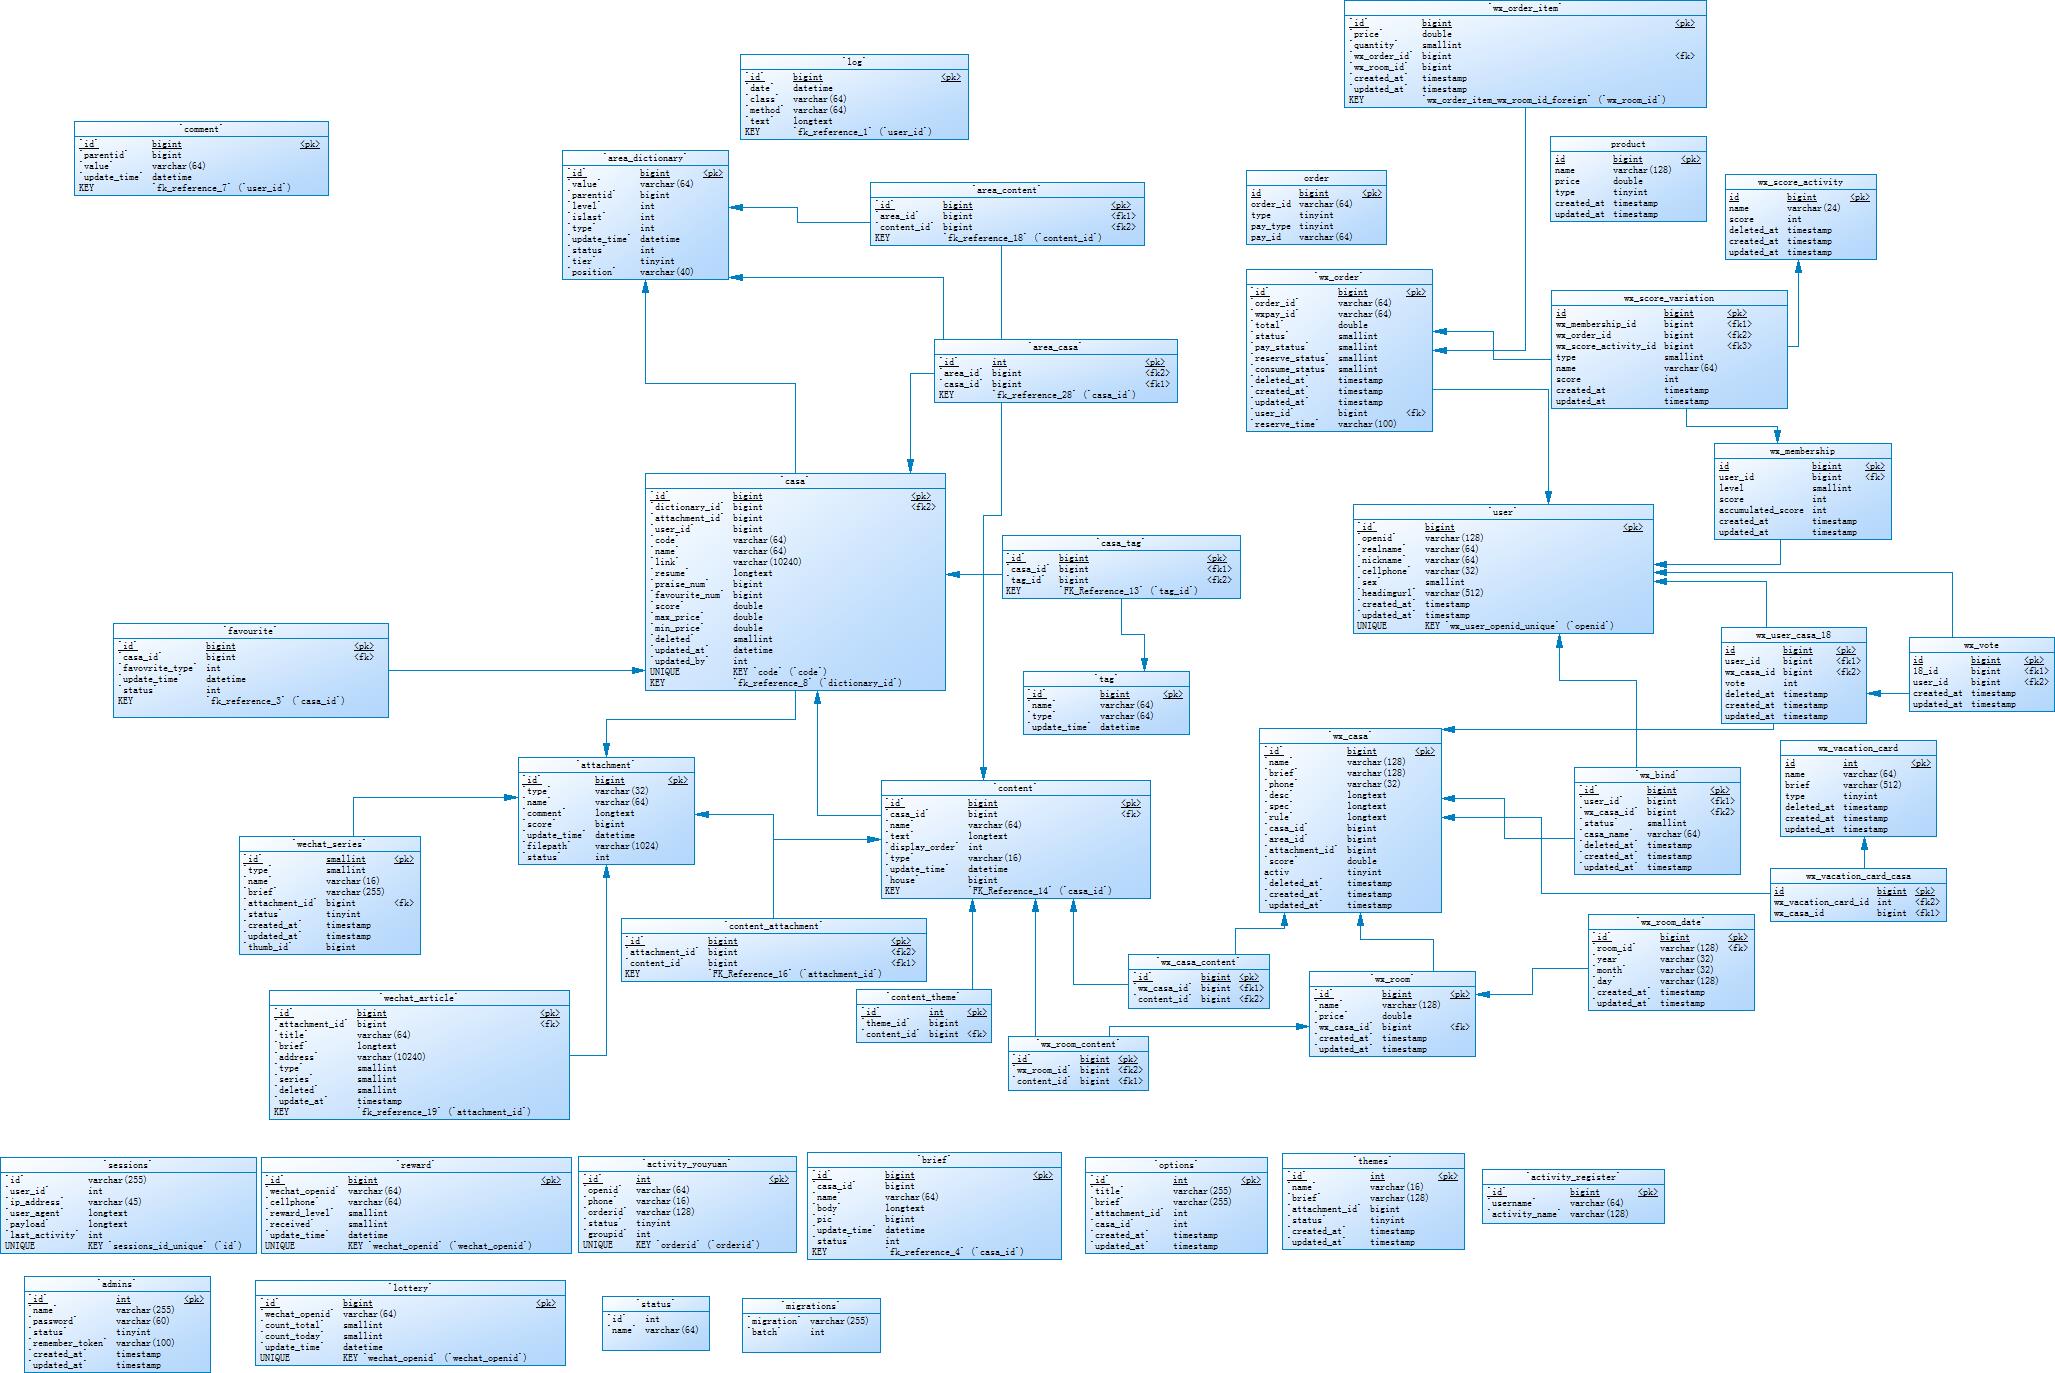 `wx_order_item`
`id` bigint <pk>
`price` double
`quantity` smallint
`wx_order_id` bigint <fk>
`wx_room_id` bigint
`created_at` timestamp
`updated_at` timestamp
KEY `wx_order_item_wx_room_id_foreign` (`wx_room_id`)
`log`
`id` bigint <pk>
`date` datetime
`class` varchar(64)
`method` varchar(64)
`text` longtext
KEY `fk_reference_1` (`user_id`)
`comment`
`id` bigint <pk>
`parentid` bigint
`value` varchar(64)
`update_time` datetime
KEY `fk_reference_7` (`user_id`)
`area_dictionary`
`id` bigint <pk>
`value` varchar(64)
`parentid` bigint
`level` int
`islast` int
`type` int
`update_time` datetime
`status` int
`tier` tinyint
`position` varchar(40)
`area_content`
`id` bigint <pk>
`area_id` bigint <fk1>
`content_id` bigint <fk2>
KEY `fk_reference_18` (`content_id`)
order
id bigint <pk>
order_id varchar(64)
type tinyint
pay_type tinyint
pay_id varchar(64)
product
id bigint <pk>
name varchar(128)
price double
type tinyint
created_at timestamp
updated_at timestamp
wx_score_activity
id bigint <pk>
name varchar(24)
score int
deleted_at timestamp
created_at timestamp
updated_at timestamp
`wx_order`
`id` bigint <pk>
`order_id` varchar(64)
`wxpay_id` varchar(64)
`total` double
`status` smallint
`pay_status` smallint
`reserve_status` smallint
`consume_status` smallint
`deleted_at` timestamp
`created_at` timestamp
`updated_at` timestamp
`user_id` bigint <fk>
`reserve_time` varchar(100)
wx_score_variation
id bigint <pk>
wx_membership_id bigint <fk1>
wx_order_id bigint <fk2>
wx_score_activity_id bigint <fk3>
type smallint
name varchar(64)
score int
created_at timestamp
updated_at timestamp
`area_casa`
`id` int <pk>
`area_id` bigint <fk2>
`casa_id` bigint <fk1>
KEY `fk_reference_28` (`casa_id`)
wx_membership
id bigint <pk>
user_id bigint <fk>
level smallint
score int
accumulated_score int
created_at timestamp
updated_at timestamp
`casa`
`id` bigint <pk>
`dictionary_id` bigint <fk2>
`attachment_id` bigint
`user_id` bigint
`code` varchar(64)
`name` varchar(64)
`link` varchar(10240)
`resume` longtext
`praise_num` bigint
`favourite_num` bigint
`score` double
`max_price` double
`min_price` double
`deleted` smallint
`updated_at` datetime
`updated_by` int
UNIQUE KEY `code` (`code`)
KEY `fk_reference_8` (`dictionary_id`)
`user`
`id` bigint <pk>
`openid` varchar(128)
`realname` varchar(64)
`nickname` varchar(64)
`cellphone` varchar(32)
`sex` smallint
`headimgurl` varchar(512)
`created_at` timestamp
`updated_at` timestamp
UNIQUE KEY `wx_user_openid_unique` (`openid`)
`casa_tag`
`id` bigint <pk>
`casa_id` bigint <fk1>
`tag_id` bigint <fk2>
KEY `FK_Reference_13` (`tag_id`)
`favourite`
`id` bigint <pk>
`casa_id` bigint <fk>
`favovrite_type` int
`update_time` datetime
`status` int
KEY `fk_reference_3` (`casa_id`)
wx_user_casa_18
id bigint <pk>
user_id bigint <fk1>
wx_casa_id bigint <fk2>
vote int
deleted_at timestamp
created_at timestamp
updated_at timestamp
wx_vote
id bigint <pk>
18_id bigint <fk1>
user_id bigint <fk2>
created_at timestamp
updated_at timestamp
`tag`
`id` bigint <pk>
`name` varchar(64)
`type` varchar(64)
`update_time` datetime
`wx_casa`
`id` bigint <pk>
`name` varchar(128)
`brief` varchar(128)
`phone` varchar(32)
`desc` longtext
`spec` longtext
`rule` longtext
`casa_id` bigint
`area_id` bigint
`attachment_id` bigint
`score` double
activ tinyint
`deleted_at` timestamp
`created_at` timestamp
`updated_at` timestamp
wx_vacation_card
id int <pk>
name varchar(64)
brief varchar(512)
type tinyint
deleted_at timestamp
created_at timestamp
updated_at timestamp
`attachment`
`id` bigint <pk>
`type` varchar(32)
`name` varchar(64)
`comment` longtext
`score` bigint
`update_time` datetime
`filepath` varchar(1024)
`status` int
`wx_bind`
`id` bigint <pk>
`user_id` bigint <fk1>
`wx_casa_id` bigint <fk2>
`status` smallint
`casa_name` varchar(64)
`deleted_at` timestamp
`created_at` timestamp
`updated_at` timestamp
`content`
`id` bigint <pk>
`casa_id` bigint <fk>
`name` varchar(64)
`text` longtext
`display_order` int
`type` varchar(16)
`update_time` datetime
`house` bigint
KEY `FK_Reference_14` (`casa_id`)
`wechat_series`
`id` smallint <pk>
`type` smallint
`name` varchar(16)
`brief` varchar(255)
`attachment_id` bigint <fk>
`status` tinyint
`created_at` timestamp
`updated_at` timestamp
`thumb_id` bigint
wx_vacation_card_casa
id bigint <pk>
wx_vacation_card_id int <fk2>
wx_casa_id bigint <fk1>
`content_attachment`
`id` bigint <pk>
`attachment_id` bigint <fk2>
`content_id` bigint <fk1>
KEY `FK_Reference_16` (`attachment_id`)
`wx_room_date`
`id` bigint <pk>
`room_id` varchar(128) <fk>
`year` varchar(32)
`month` varchar(32)
`day` varchar(128)
`created_at` timestamp
`updated_at` timestamp
`wx_casa_content`
`id` bigint <pk>
`wx_casa_id` bigint <fk1>
`content_id` bigint <fk2>
`wx_room`
`id` bigint <pk>
`name` varchar(128)
`price` double
`wx_casa_id` bigint <fk>
`created_at` timestamp
`updated_at` timestamp
`wechat_article`
`id` bigint <pk>
`attachment_id` bigint <fk>
`title` varchar(64)
`brief` longtext
`address` varchar(10240)
`type` smallint
`series` smallint
`deleted` smallint
`update_at` timestamp
KEY `fk_reference_19` (`attachment_id`)
`content_theme`
`id` int <pk>
`theme_id` bigint
`content_id` bigint <fk>
`wx_room_content`
`id` bigint <pk>
`wx_room_id` bigint <fk2>
`content_id` bigint <fk1>
`sessions`
`id` varchar(255)
`user_id` int
`ip_address` varchar(45)
`user_agent` longtext
`payload` longtext
`last_activity` int
UNIQUE KEY `sessions_id_unique` (`id`)
`reward`
`id` bigint <pk>
`wechat_openid` varchar(64)
`cellphone` varchar(64)
`reward_level` smallint
`received` smallint
`update_time` datetime
UNIQUE KEY `wechat_openid` (`wechat_openid`)
`activity_youyuan`
`id` int <pk>
`openid` varchar(64)
`phone` varchar(16)
`orderid` varchar(128)
`status` tinyint
`groupid` int
UNIQUE KEY `orderid` (`orderid`)
`brief`
`id` bigint <pk>
`casa_id` bigint
`name` varchar(64)
`body` longtext
`pic` bigint
`update_time` datetime
`status` int
KEY `fk_reference_4` (`casa_id`)
`options`
`id` int <pk>
`title` varchar(255)
`brief` varchar(255)
`attachment_id` int
`casa_id` int
`created_at` timestamp
`updated_at` timestamp
`themes`
`id` int <pk>
`name` varchar(16)
`brief` varchar(128)
`attachment_id` bigint
`status` tinyint
`created_at` timestamp
`updated_at` timestamp
`activity_register`
`id` bigint <pk>
`username` varchar(64)
`activity_name` varchar(128)
`admins`
`id` int <pk>
`name` varchar(255)
`password` varchar(60)
`status` tinyint
`remember_token` varchar(100)
`created_at` timestamp
`updated_at` timestamp
`lottery`
`id` bigint <pk>
`wechat_openid` varchar(64)
`count_total` smallint
`count_today` smallint
`update_time` datetime
UNIQUE KEY `wechat_openid` (`wechat_openid`)
`status`
`id` int
`name` varchar(64)
`migrations`
`migration` varchar(255)
`batch` int